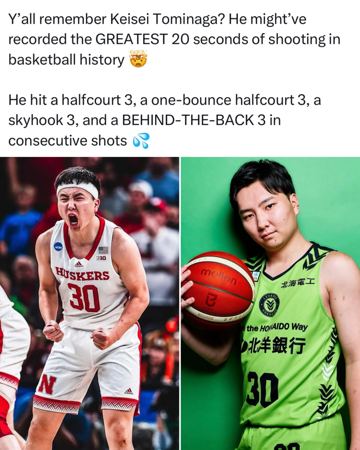 Y'all remember Keisei Tominaga? He might've
recorded the GREATEST 20 seconds of shooting in
basketball history 🤯
He hit a halfcourt 3, a one-bounce halfcourt 3, a
skyhook 3, and a BEHIND-THE-BACK 3 in
consecutive shots 💦
HUSKERS
30
N
molten
北海電工
the HOKKAIDO Way
北洋銀行
30